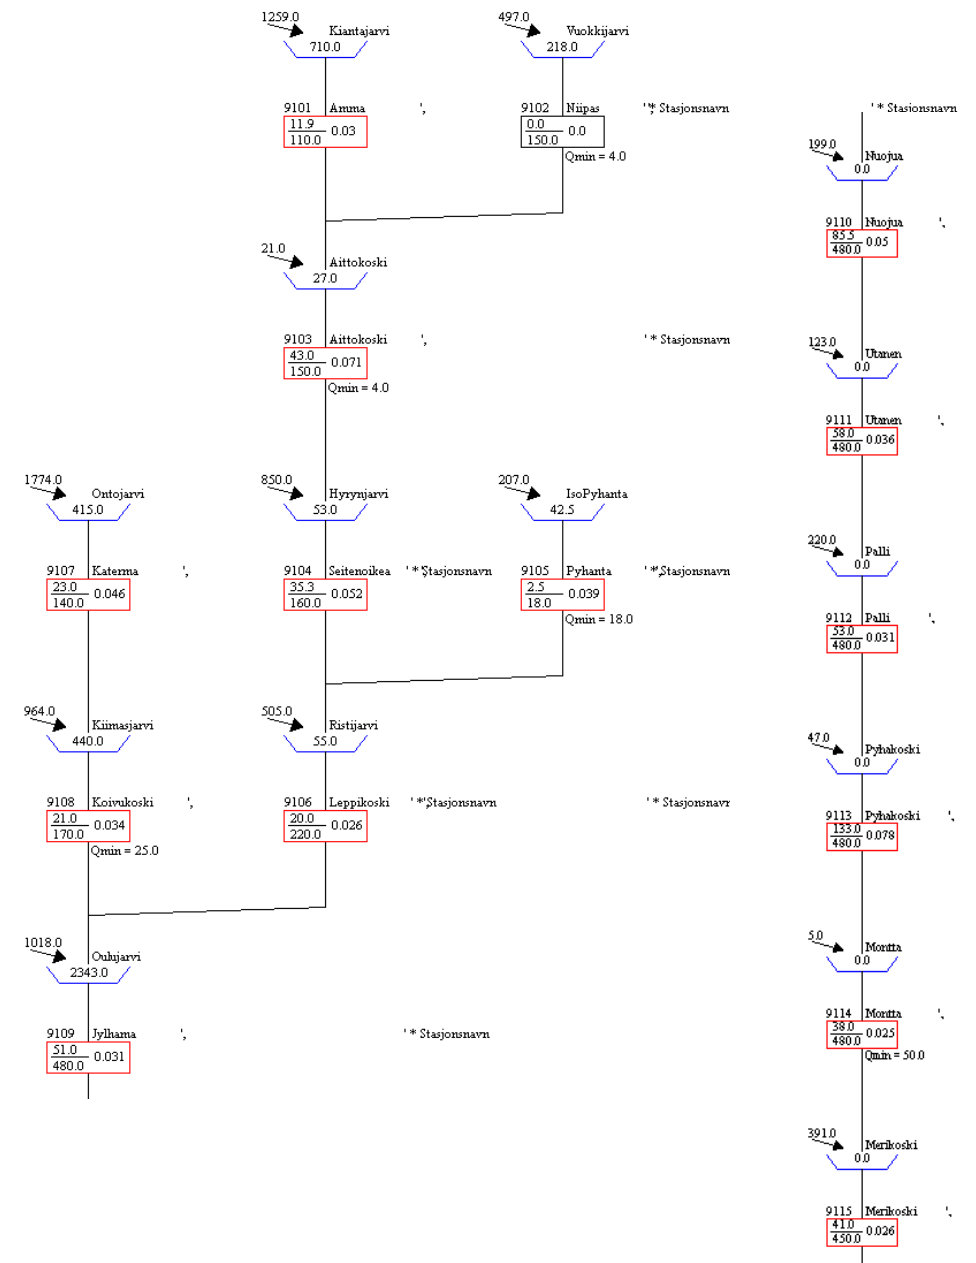 1259.0
Kiantajarvi
710.0
497.0
Vuokkijarvi
218.0
9101 Amma ',
11.9
110.0
0.03
9102 Niipas ', ' * Stasjonsnavn
0.0
150.0
0.0
Qmin = 4.0
21.0
Aittokoski
27.0
9103 Aittokoski ', ' * Stasjonsnavn
43.0
150.0
0.071
Qmin = 4.0
1774.0
Ontojarvi
415.0
850.0
Hyrynjarvi
53.0
207.0
IsoPyhanta
42.5
9107 Katerma ',
23.0
140.0
0.046
9104 Seitenoikea ', ' * Stasjonsnavn
35.3
160.0
0.052
9105 Pyhanta ', ' * Stasjonsnavn
2.5
18.0
0.039
Qmin = 18.0
964.0
Kiimasjarvi
440.0
505.0
Ristijarvi
55.0
9108 Koivukoski ',
21.0
170.0
0.034
Qmin = 25.0
9106 Leppikoski ', ' * Stasjonsnavn ' * Stasjonsnavr
20.0
220.0
0.026
1018.0
Oulujarvi
2343.0
9109 Jylhama ', ' * Stasjonsnavn
51.0
480.0
0.031
' * Stasionsnavn
199.0
Nuojua
0.0
9110 Nuojua ',
85.5
480.0
0.05
123.0
Utanen
0.0
9111 Utanen ',
58.0
480.0
0.036
220.0
Palli
0.0
9112 Palli ',
53.0
480.0
0.031
47.0
Pyhakoski
0.0
9113 Pyhakoski ',
133.0
480.0
0.078
5.0
Montta
0.0
9114 Montta ',
38.0
480.0
0.025
Qmin = 50.0
391.0
Merikoski
0.0
9115 Merikoski ',
41.0
450.0
0.026